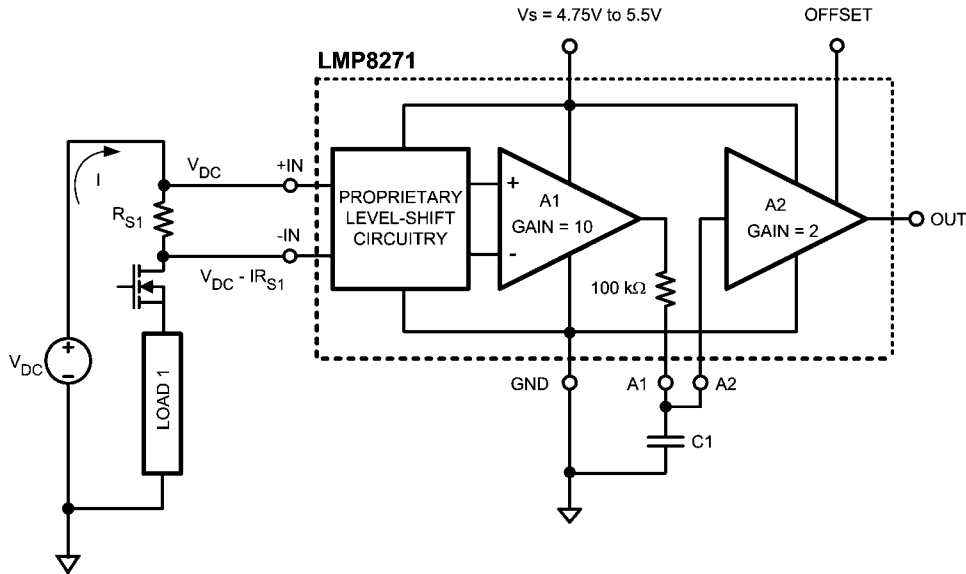 Vs = 4.75V to 5.5V
OFFSET
LMP8271
I
VDC
+IN
RS1
-IN
VDC - IRS1
PROPRIETARY
LEVEL-SHIFT
CIRCUITRY
+
-
A1
GAIN = 10
A2
GAIN = 2
OUT
100 kΩ
VDC
+
-
LOAD 1
GND
A1
A2
C1